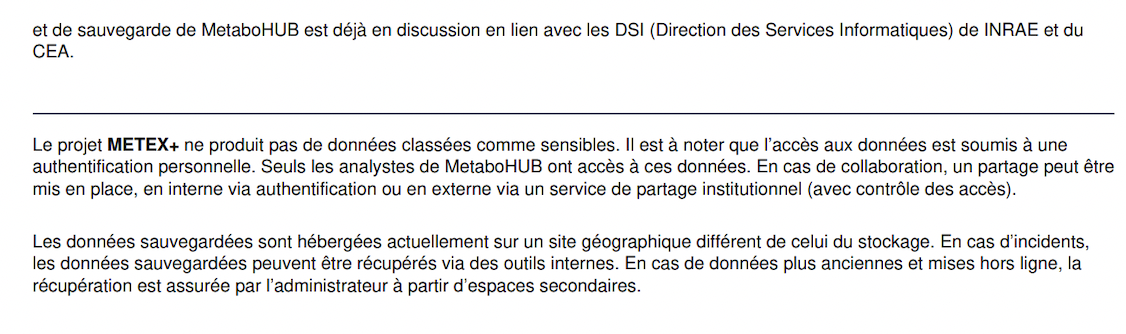 et de sauvegarde de MetaboHUB est déjà en discussion en lien avec les DSI (Direction des Services Informatiques) de INRAE et du
CEA.
Le projet METEX+ ne produit pas de données classées comme sensibles. Il est à noter que l'accès aux données est soumis à une
authentification personnelle. Seuls les analystes de MetaboHUB ont accès à ces données. En cas de collaboration, un partage peut être
mis en place, en interne via authentification ou en externe via un service de partage institutionnel (avec contrôle des accès).
Les données sauvegardées sont hébergées actuellement sur un site géographique différent de celui du stockage. En cas d'incidents,
les données sauvegardées peuvent être récupérés via des outils internes. En cas de données plus anciennes et mises hors ligne, la
récupération est assurée par l'administrateur à partir d'espaces secondaires.